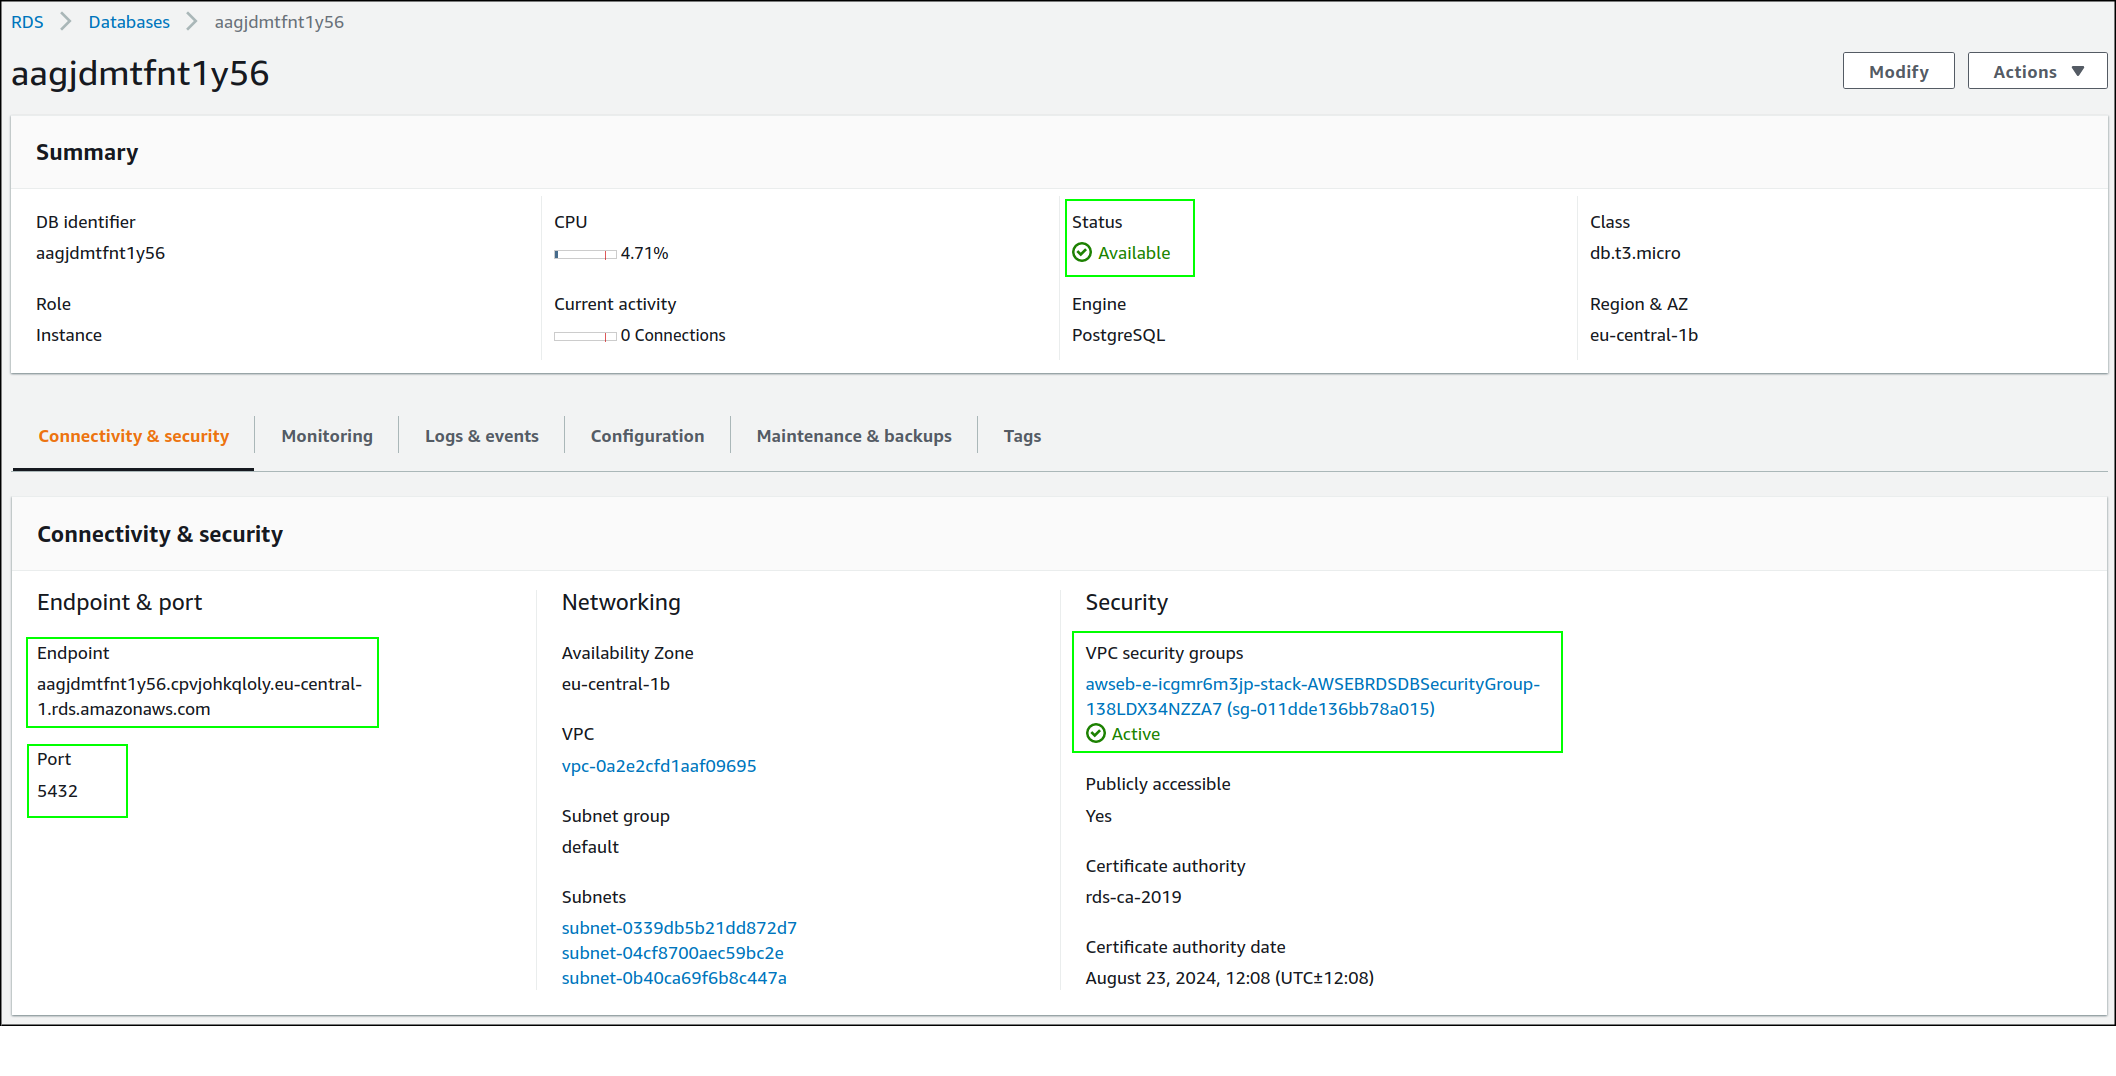 RDS > Databases > aagjdmtfnt1y56
aagjdmtfnt1y56
Modify
Actions
Summary
DB identifier
aagjdmtfnt1y56
CPU
4.71%
Status
Available
Class
db.t3.micro
Role
Instance
Current activity
0 Connections
Engine
PostgreSQL
Region & AZ
eu-central-1b
Connectivity & security
Monitoring
Logs & events
Configuration
Maintenance & backups
Tags
Connectivity & security
Endpoint & port
Endpoint
aagjdmtfnt1y56.cpvjohkqloly.eu-central-
1.rds.amazonaws.com
Port
5432
Networking
Availability Zone
eu-central-1b
VPC
vpc-0a2e2cfd1aaf09695
Subnet group
default
Subnets
subnet-0339db5b21dd872d7
subnet-04cf8700aec59bc2e
subnet-0b40ca69f6b8c447a
Security
VPC security groups
awseb-e-icgmr6m3jp-stack-AWSEBRDSDBSecurityGroup-
138LDX34NZZA7 (sg-011dde136bb78a015)
Active
Publicly accessible
Yes
Certificate authority
rds-ca-2019
Certificate authority date
August 23, 2024, 12:08 (UTC±12:08)